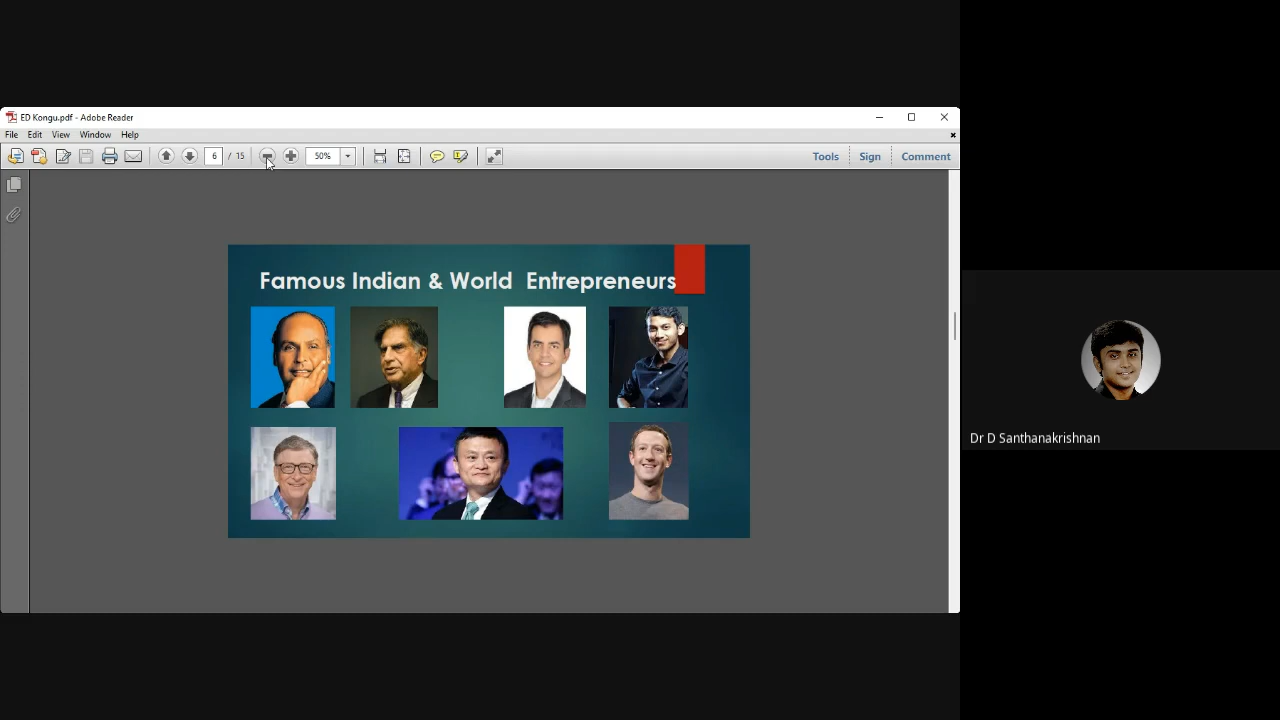 ED Kongu.pdf - Adobe Reader
File Edit View Window Help
6 / 15 50% Tools Sign Comment
Famous Indian & World Entrepreneurs
Dr D Santhanakrishnan